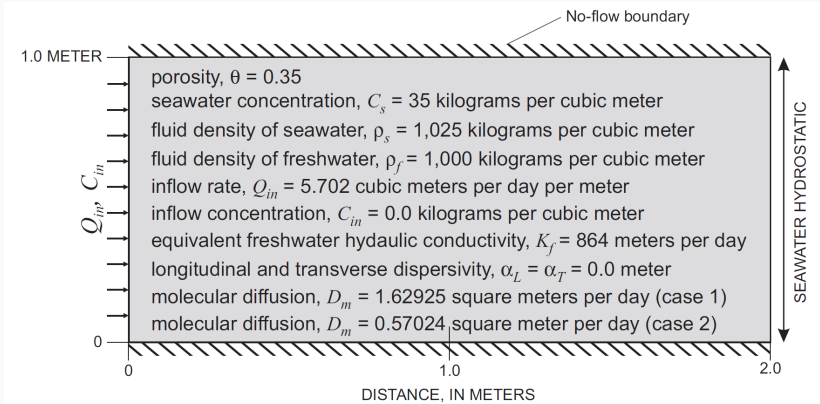 No-flow boundary
1.0 METER
porosity, θ = 0.35
seawater concentration, Cs = 35 kilograms per cubic meter
fluid density of seawater, ρs = 1,025 kilograms per cubic meter
fluid density of freshwater, ρf = 1,000 kilograms per cubic meter
inflow rate, Qin = 5.702 cubic meters per day per meter
inflow concentration, Cin = 0.0 kilograms per cubic meter
equivalent freshwater hydaulic conductivity, Kf = 864 meters per day
longitudinal and transverse dispersivity, αL = αT = 0.0 meter
molecular diffusion, Dm = 1.62925 square meters per day (case 1)
molecular diffusion, Dm = 0.57024 square meter per day (case 2)
Qin, Cin
SEAWATER HYDROSTATIC
0
0
1.0
2.0
DISTANCE, IN METERS